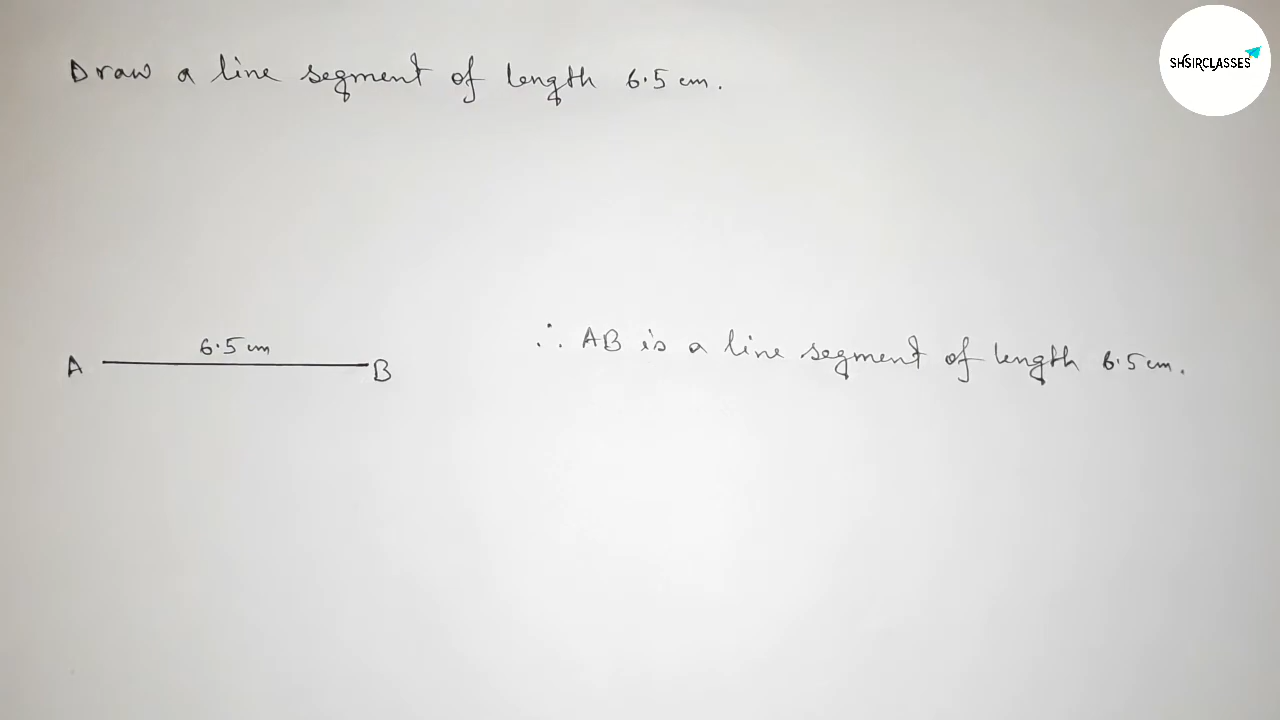 Draw a line segment of length 6.5 cm.
SHSIRCLASSES
6.5 cm
A
B
∴ AB is a line segment of length 6.5 cm.